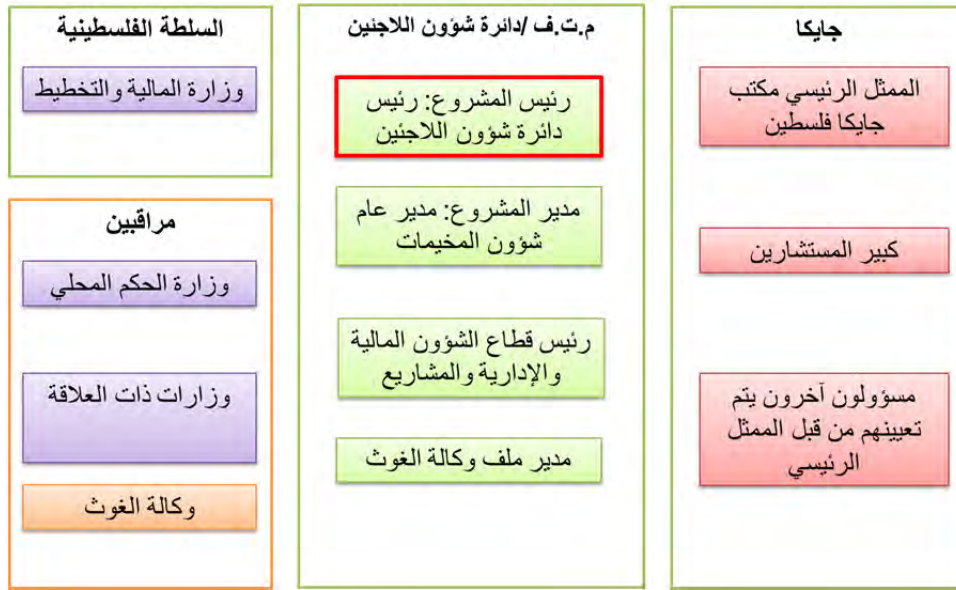 جايكا
الممثل الرئيسي مكتب
جايكا فلسطين
كبير المستشارين
مسؤولون آخرون يتم
تعيينهم من قبل الممثل
الرئيسي
م.ت.ف /دائرة شؤون اللاجئين
رئيس المشروع: رئيس
دائرة شؤون اللاجئين
مدير المشروع: مدير عام
شؤون المخيمات
رئيس قطاع الشؤون المالية
والإدارية والمشاريع
مدير ملف وكالة الغوث
السلطة الفلسطينية
وزارة المالية والتخطيط
مراقبين
وزارة الحكم المحلي
وزارات ذات العلاقة
وكالة الغوث